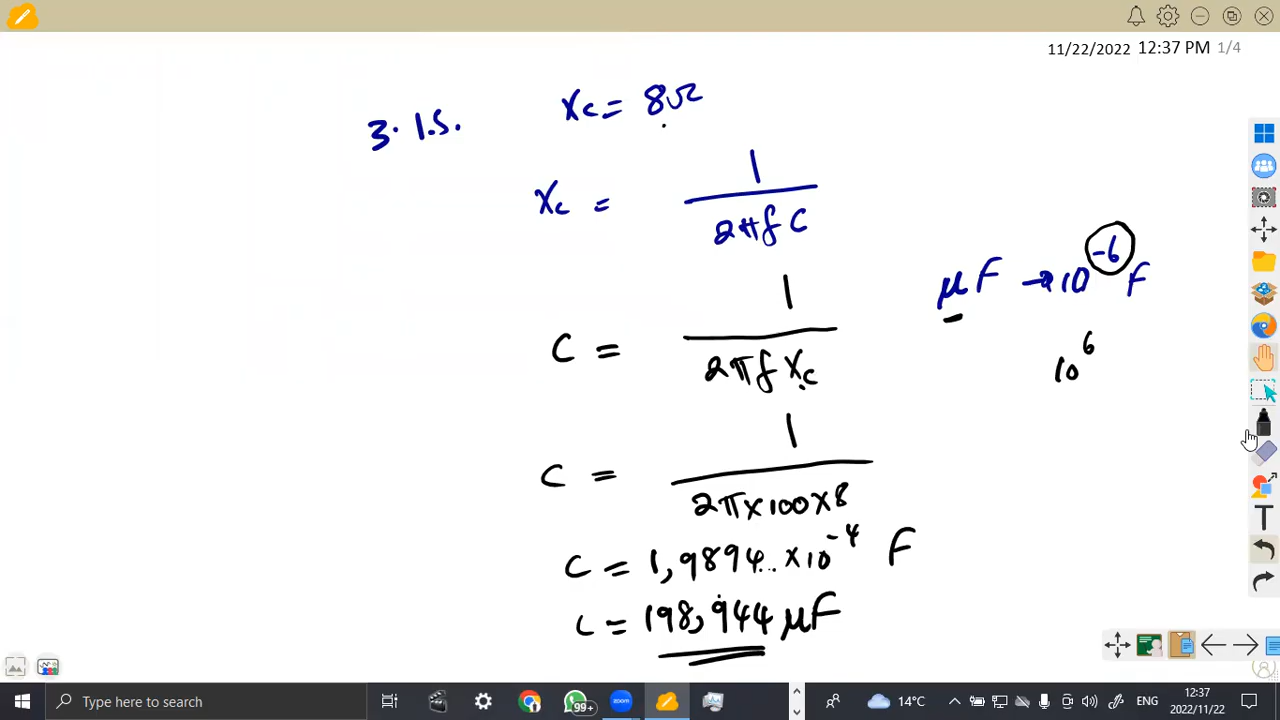 11/22/2022 12:37 PM 1/4
3. 1.5. Xc = 8Ω
Xc = 1 / 2πfC
C = 1 / 2πfXc
μF → 10^-6 F
10^6
C = 1 / 2π×100×8
C = 1,9894..×10^-4 F
C = 198,944 μF
T
Type here to search
99+
zoom
14°C
ENG
12:37
2022/11/22